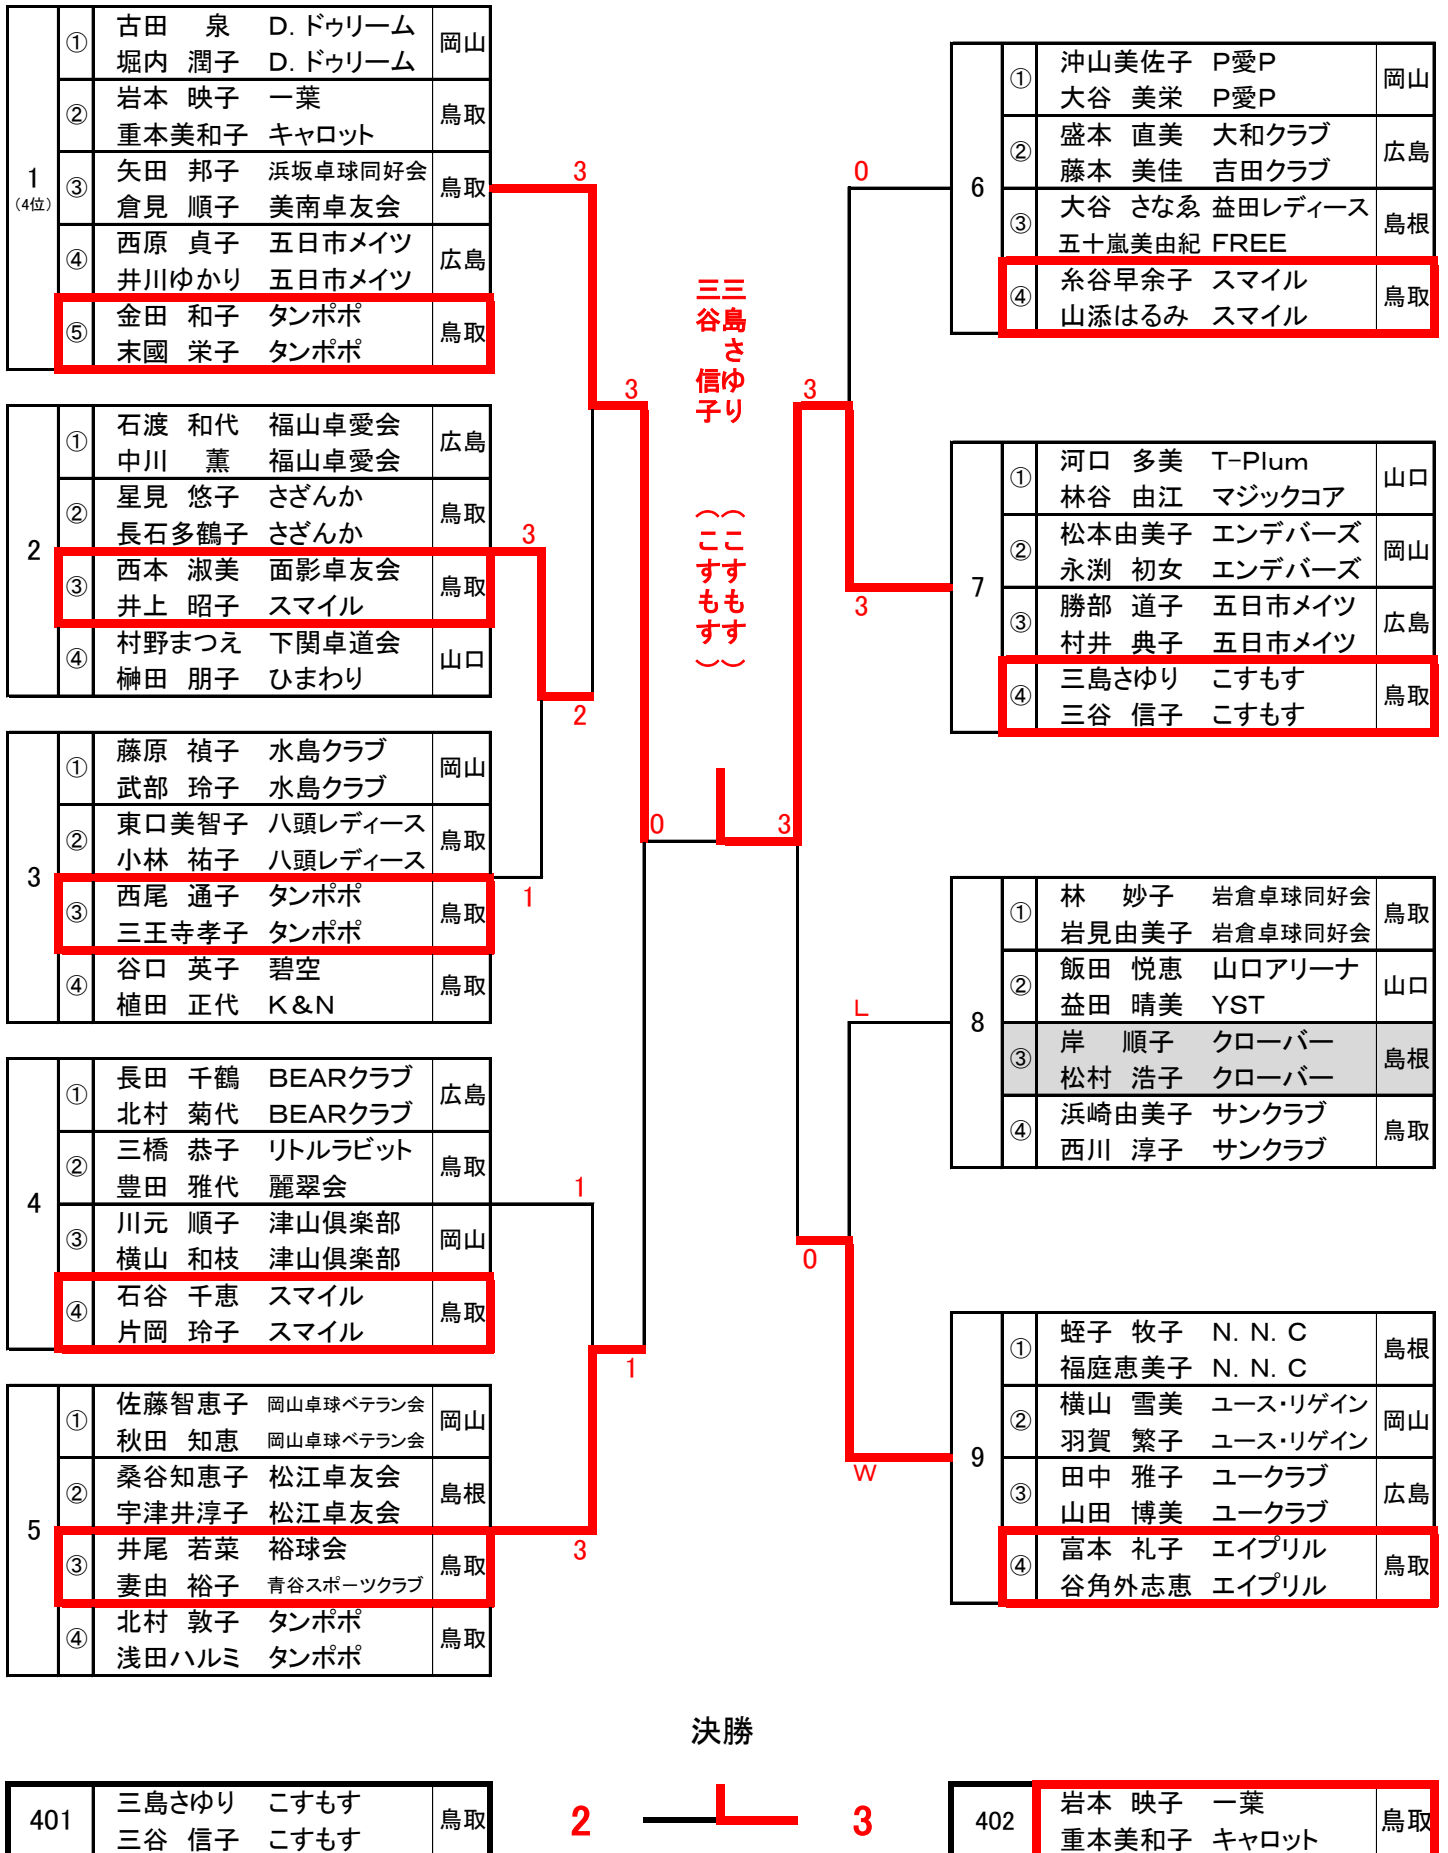 1
(4位)
① 古田 泉 D. ドゥリーム 岡山
堀内 潤子 D. ドゥリーム
② 岩本 映子 一葉 鳥取
重本美和子 キャロット
③ 矢田 邦子 浜坂卓球同好会 鳥取
倉見 順子 美南卓友会
④ 西原 貞子 五日市メイツ 広島
井川ゆかり 五日市メイツ
⑤ 金田 和子 タンポポ 鳥取
末國 栄子 タンポポ
2
① 石渡 和代 福山卓愛会 広島
中川 薫 福山卓愛会
② 星見 悠子 さざんか 鳥取
長石多鶴子 さざんか
③ 西本 淑美 面影卓友会 鳥取
井上 昭子 スマイル
④ 村野まつえ 下関卓道会 山口
榊田 朋子 ひまわり
3
① 藤原 禎子 水島クラブ 岡山
武部 玲子 水島クラブ
② 東口美智子 八頭レディース 鳥取
小林 祐子 八頭レディース
③ 西尾 通子 タンポポ 鳥取
三王寺孝子 タンポポ
④ 谷口 英子 碧空 鳥取
植田 正代 K&N
4
① 長田 千鶴 BEARクラブ 広島
北村 菊代 BEARクラブ
② 三橋 恭子 リトルラビット 鳥取
豊田 雅代 麗翠会
③ 川元 順子 津山倶楽部 岡山
横山 和枝 津山倶楽部
④ 石谷 千恵 スマイル 鳥取
片岡 玲子 スマイル
5
① 佐藤智恵子 岡山卓球ベテラン会 岡山
秋田 知恵 岡山卓球ベテラン会
② 桑谷知恵子 松江卓友会 島根
宇津井淳子 松江卓友会
③ 井尾 若菜 裕球会 鳥取
妻由 裕子 青谷スポーツクラブ
④ 北村 敦子 タンポポ 鳥取
浅田ハルミ タンポポ
3
3
3
2
1
0
1
1
3
三島さゆり (こすもす)
三谷 信子 (こすもす)
0
3
3
3
L
0
W
6
① 沖山美佐子 P愛P 岡山
大谷 美栄 P愛P
② 盛本 直美 大和クラブ 広島
藤本 美佳 吉田クラブ
③ 大谷 さなゑ 益田レディース 島根
五十嵐美由紀 FREE
④ 糸谷早余子 スマイル 鳥取
山添はるみ スマイル
7
① 河口 多美 T-Plum 山口
林谷 由江 マジックコア
② 松本由美子 エンデバーズ 岡山
永渕 初女 エンデバーズ
③ 勝部 道子 五日市メイツ 広島
村井 典子 五日市メイツ
④ 三島さゆり こすもす 鳥取
三谷 信子 こすもす
8
① 林 妙子 岩倉卓球同好会 鳥取
岩見由美子 岩倉卓球同好会
② 飯田 悦恵 山口アリーナ 山口
益田 晴美 YST
③ 岸 順子 クローバー 島根
松村 浩子 クローバー
④ 浜崎由美子 サンクラブ 鳥取
西川 淳子 サンクラブ
9
① 蛭子 牧子 N. N. C 島根
福庭恵美子 N. N. C
② 横山 雪美 ユース・リゲイン 岡山
羽賀 繁子 ユース・リゲイン
③ 田中 雅子 ユークラブ 広島
山田 博美 ユークラブ
④ 富本 礼子 エイプリル 鳥取
谷角外志恵 エイプリル
決勝
401 三島さゆり こすもす 鳥取
三谷 信子 こすもす
2
3
402 岩本 映子 一葉 鳥取
重本美和子 キャロット